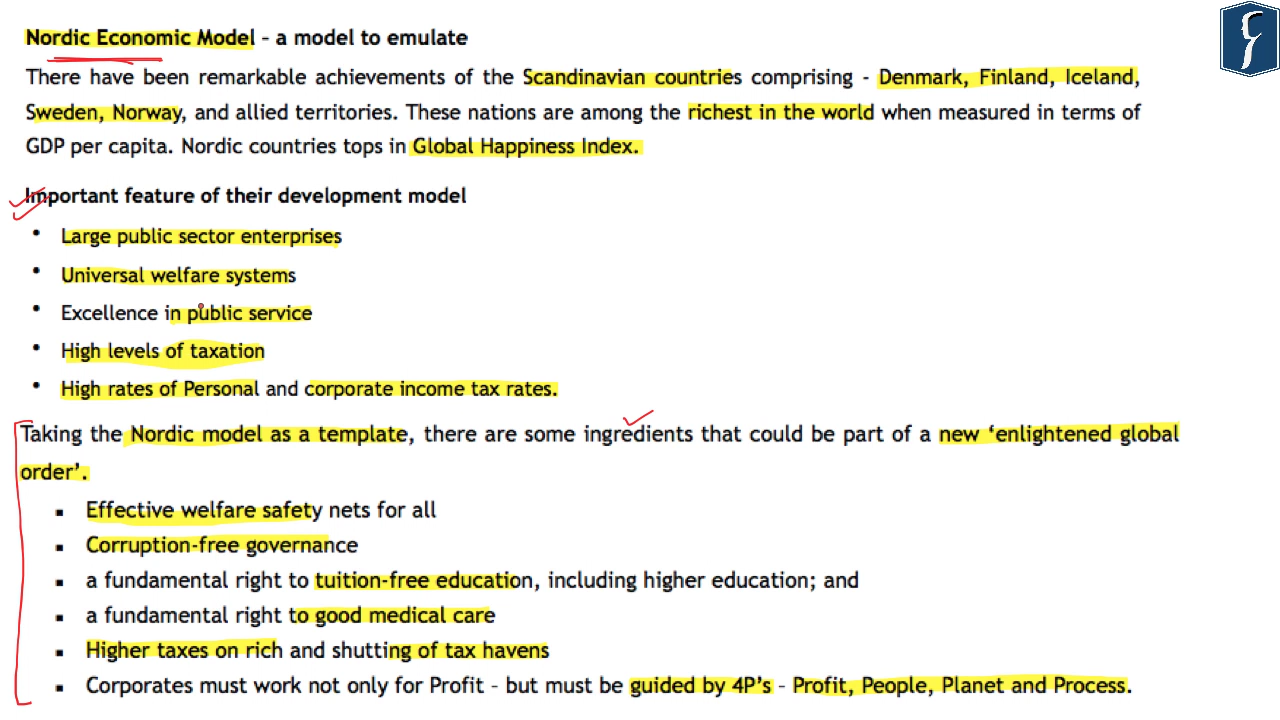 Nordic Economic Model – a model to emulate
There have been remarkable achievements of the Scandinavian countries comprising - Denmark, Finland, Iceland,
Sweden, Norway, and allied territories. These nations are among the richest in the world when measured in terms of
GDP per capita. Nordic countries tops in Global Happiness Index.
Important feature of their development model
• Large public sector enterprises
• Universal welfare systems
• Excellence in public service
• High levels of taxation
• High rates of Personal and corporate income tax rates.
Taking the Nordic model as a template, there are some ingredients that could be part of a new ‘enlightened global
order’.
▪ Effective welfare safety nets for all
▪ Corruption-free governance
▪ a fundamental right to tuition-free education, including higher education; and
▪ a fundamental right to good medical care
▪ Higher taxes on rich and shutting of tax havens
▪ Corporates must work not only for Profit – but must be guided by 4P’s – Profit, People, Planet and Process.